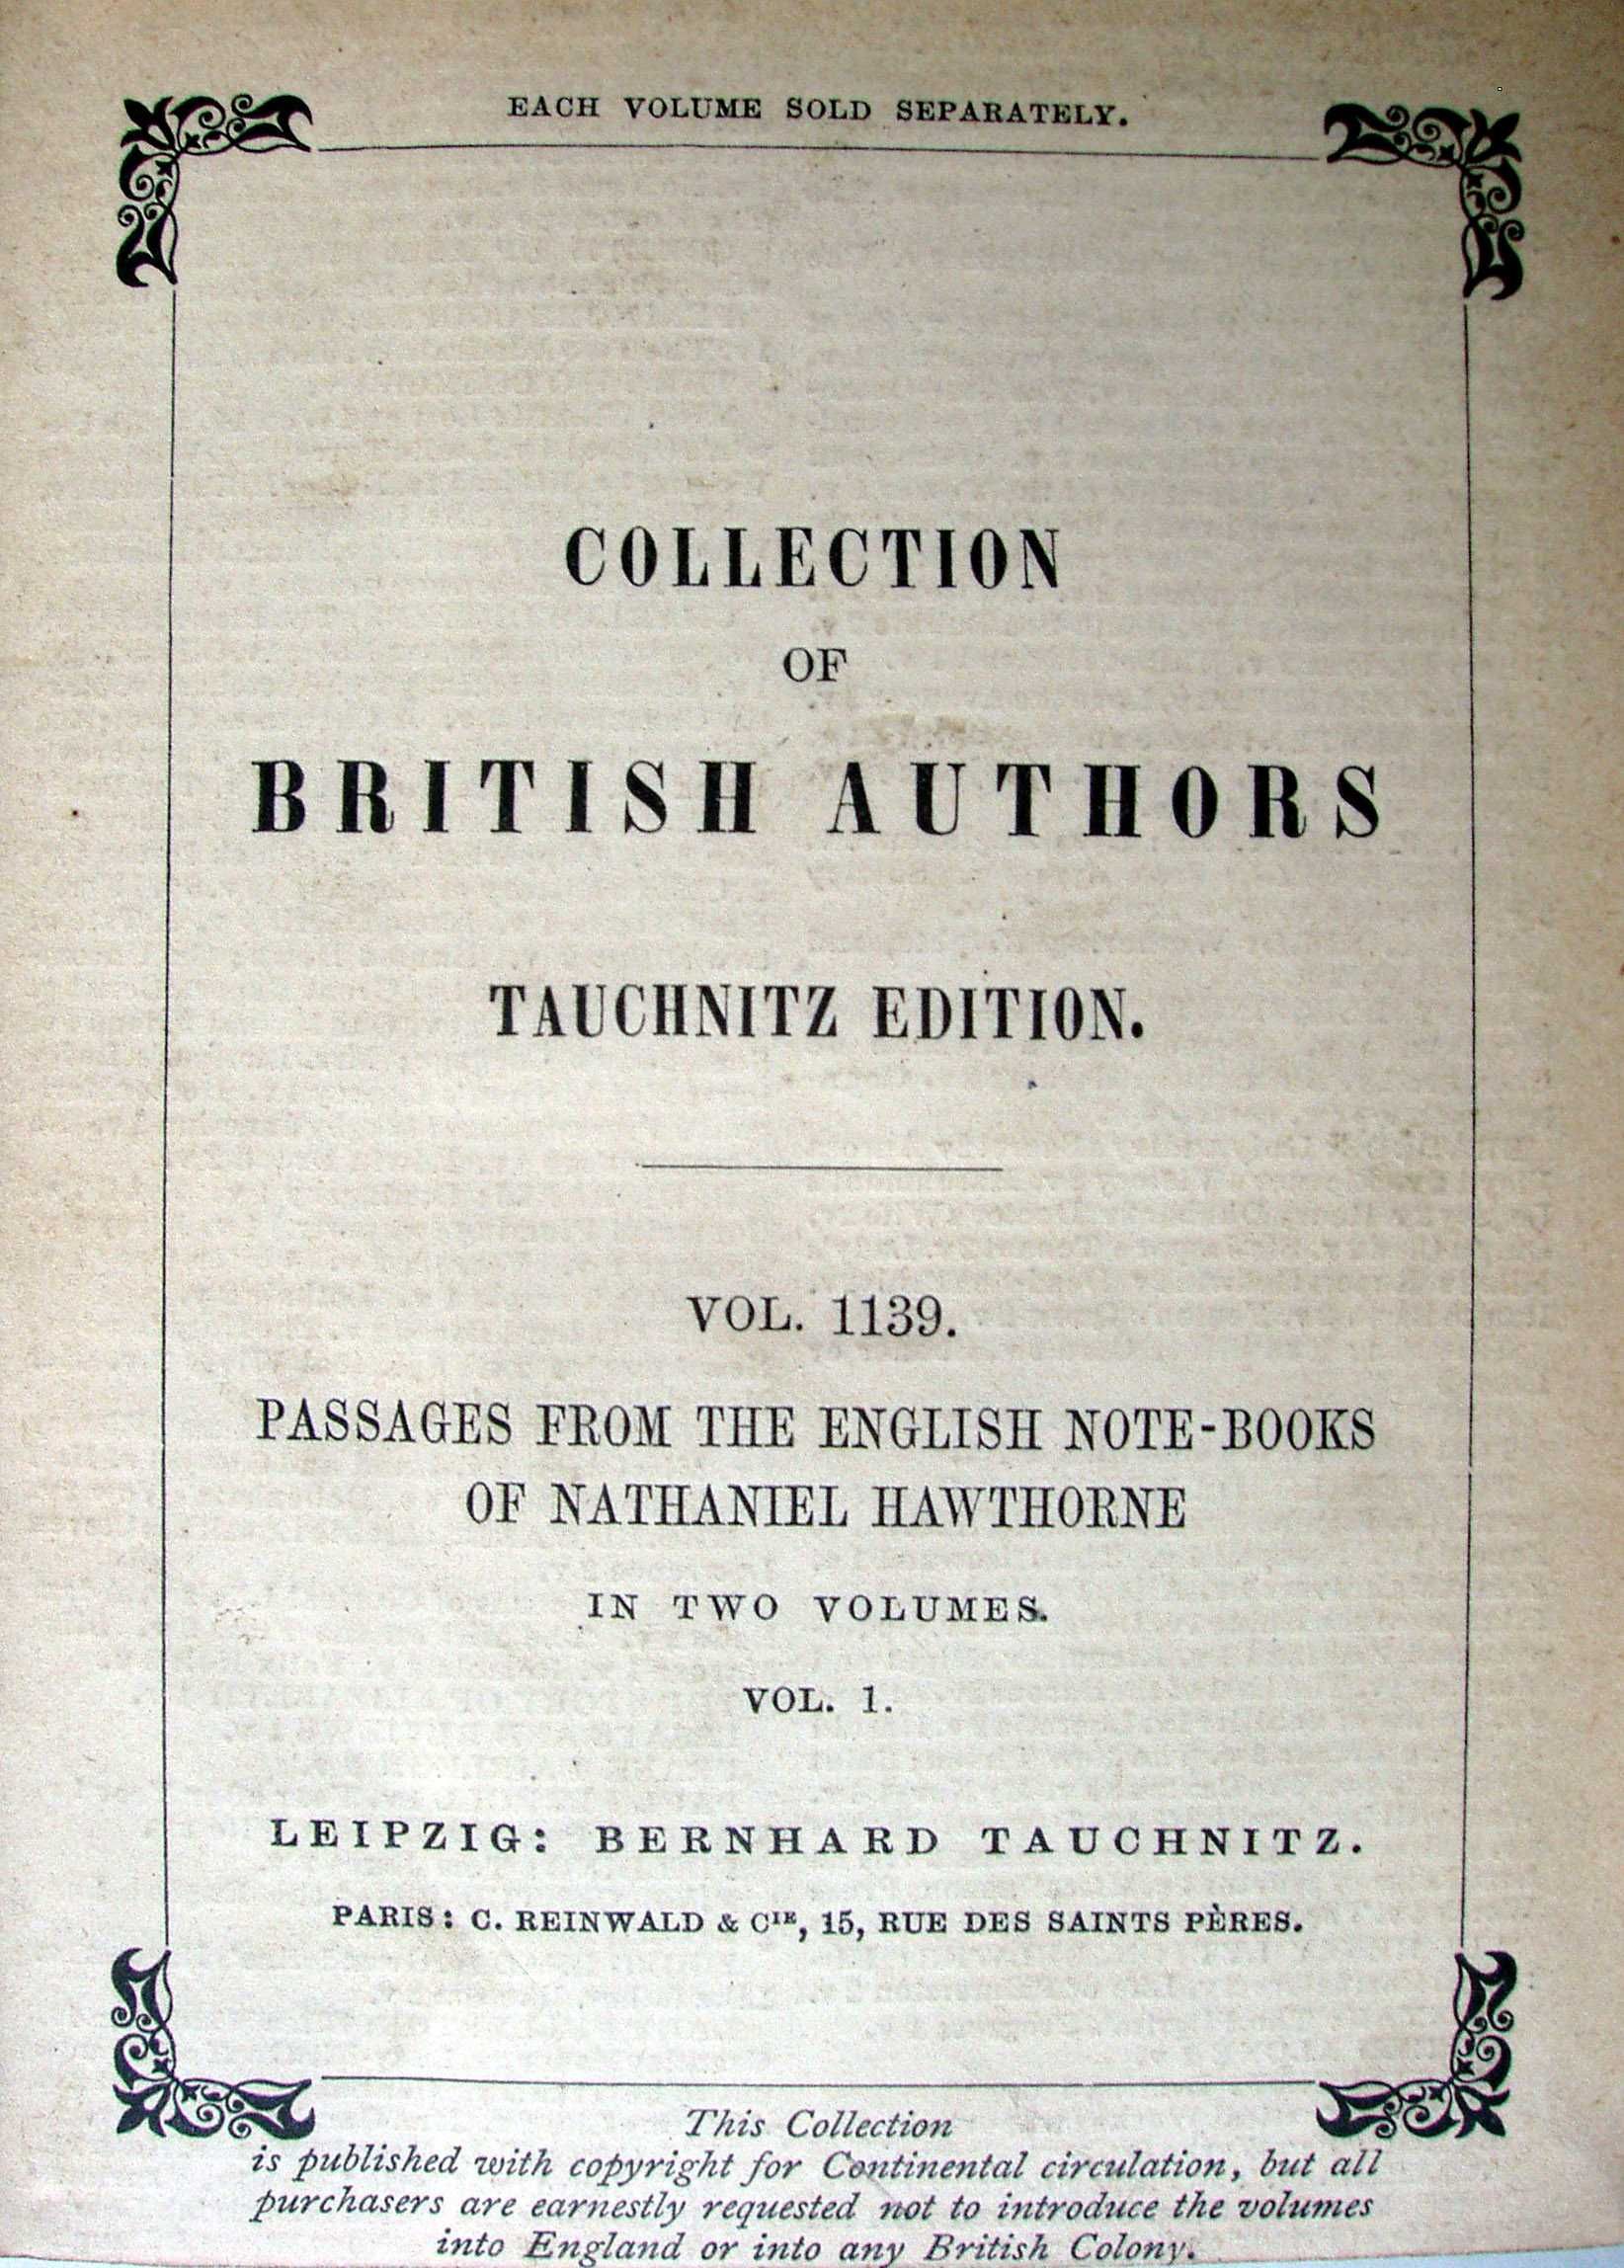 EACH VOLUME SOLD SEPARATELY.
COLLECTION
OF
BRITISH AUTHORS
TAUCHNITZ EDITION.
VOL. 1139.
PASSAGES FROM THE ENGLISH NOTE-BOOKS
OF NATHANIEL HAWTHORNE
IN TWO VOLUMES.
VOL. 1.
LEIPZIG: BERNHARD TAUCHNITZ.
PARIS: C. REINWALD & CIE, 15, RUE DES SAINTS PÈRES.
This Collection
is published with copyright for Continental circulation, but all
purchasers are earnestly requested not to introduce the volumes
into England or into any British Colony.